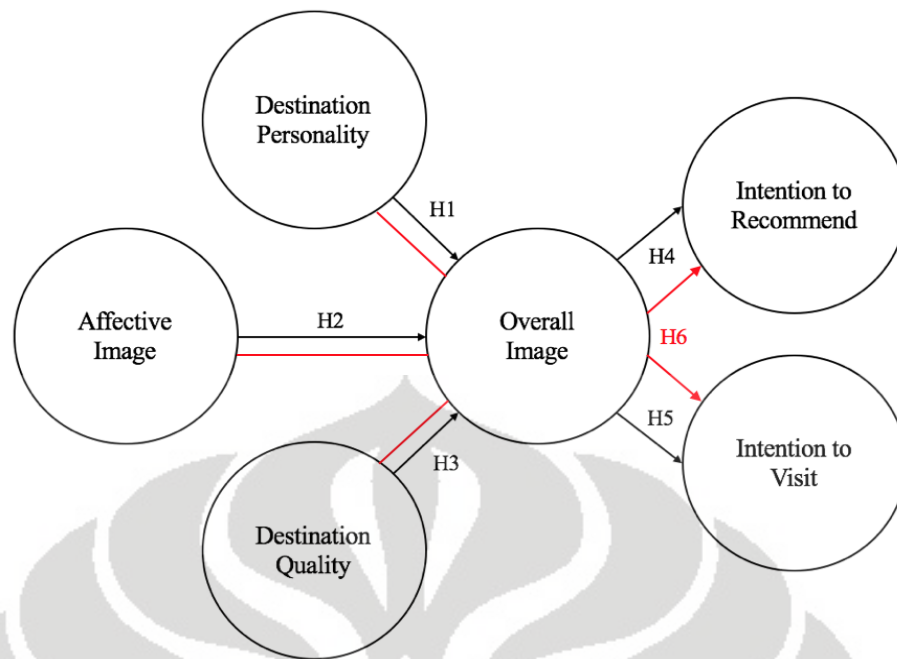 Destination
Personality
H1
Intention to
Recommend
H4
Affective
Image
H2
Overall
Image
H6
H5
H3
Intention to
Visit
Destination
Quality